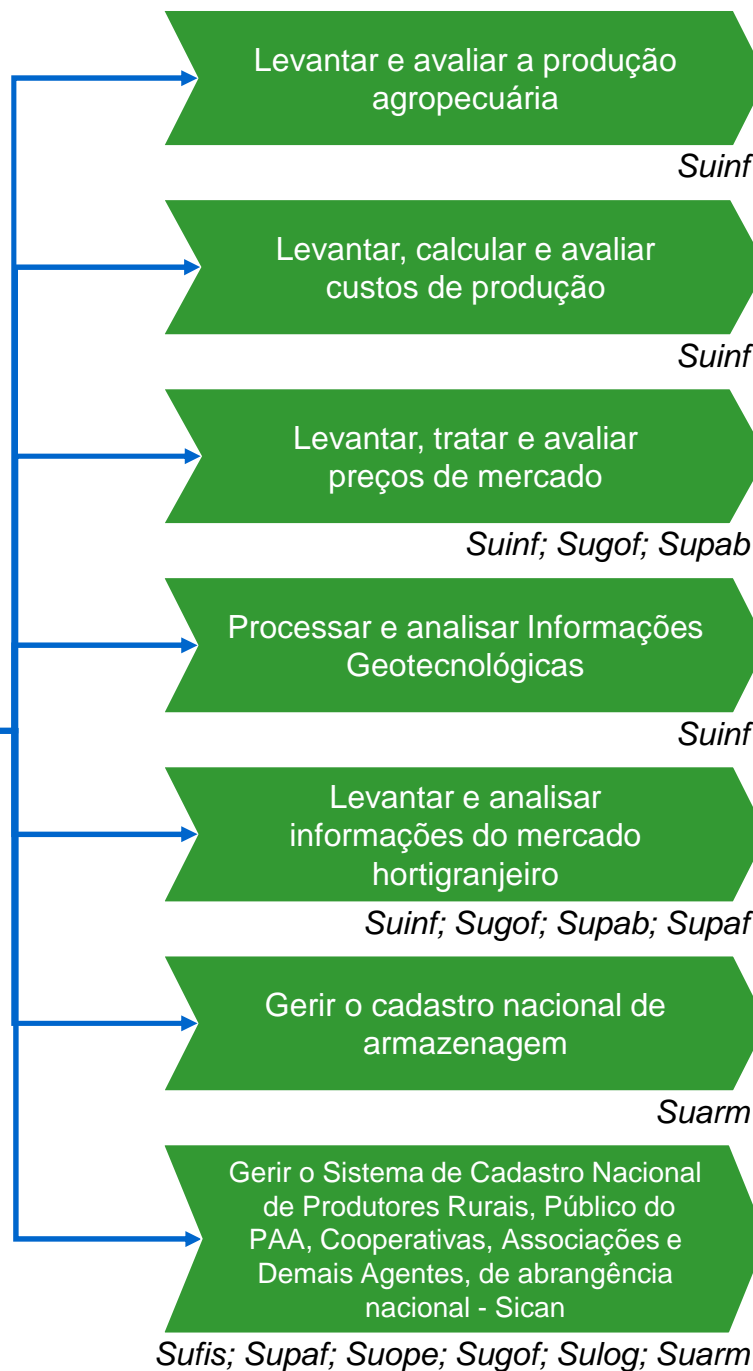 Levantar e avaliar a produção
agropecuária
Suinf
Levantar, calcular e avaliar
custos de produção
Suinf
Levantar, tratar e avaliar
preços de mercado
Suinf; Sugof; Supab
Processar e analisar Informações
Geotecnológicas
Suinf
Levantar e analisar
informações do mercado
hortigranjeiro
Suinf; Sugof; Supab; Supaf
Gerir o cadastro nacional de
armazenagem
Suarm
Gerir o Sistema de Cadastro Nacional
de Produtores Rurais, Público do
PAA, Cooperativas, Associações e
Demais Agentes, de abrangência
nacional - Sican
Sufis; Supaf; Suope; Sugof; Sulog; Suarm